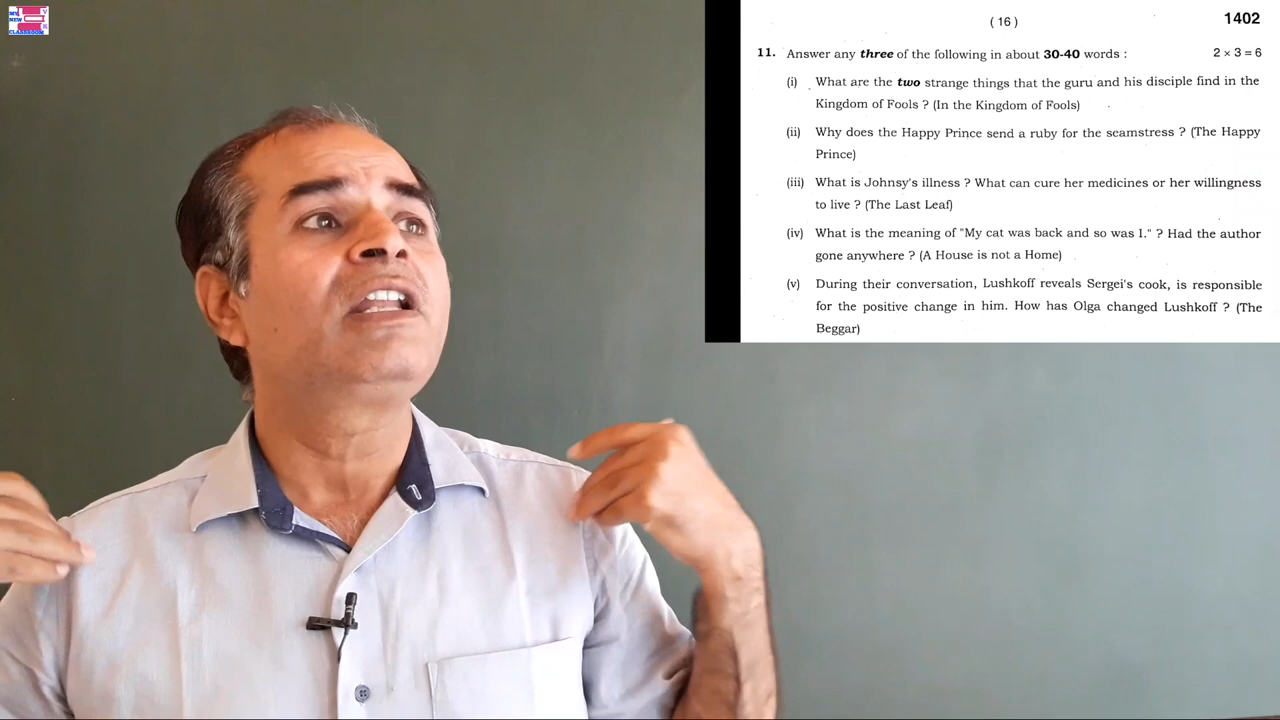 MY
NEW
V
K
CLASSROOM
( 16 )
1402
11. Answer any three of the following in about 30-40 words : 2 × 3 = 6
(i) What are the two strange things that the guru and his disciple find in the
Kingdom of Fools ? (In the Kingdom of Fools)
(ii) Why does the Happy Prince send a ruby for the seamstress ? (The Happy
Prince)
(iii) What is Johnsy's illness ? What can cure her medicines or her willingness
to live ? (The Last Leaf)
(iv) What is the meaning of "My cat was back and so was I." ? Had the author
gone anywhere ? (A House is not a Home)
(v) During their conversation, Lushkoff reveals Sergei's cook, is responsible
for the positive change in him. How has Olga changed Lushkoff ? (The
Beggar)